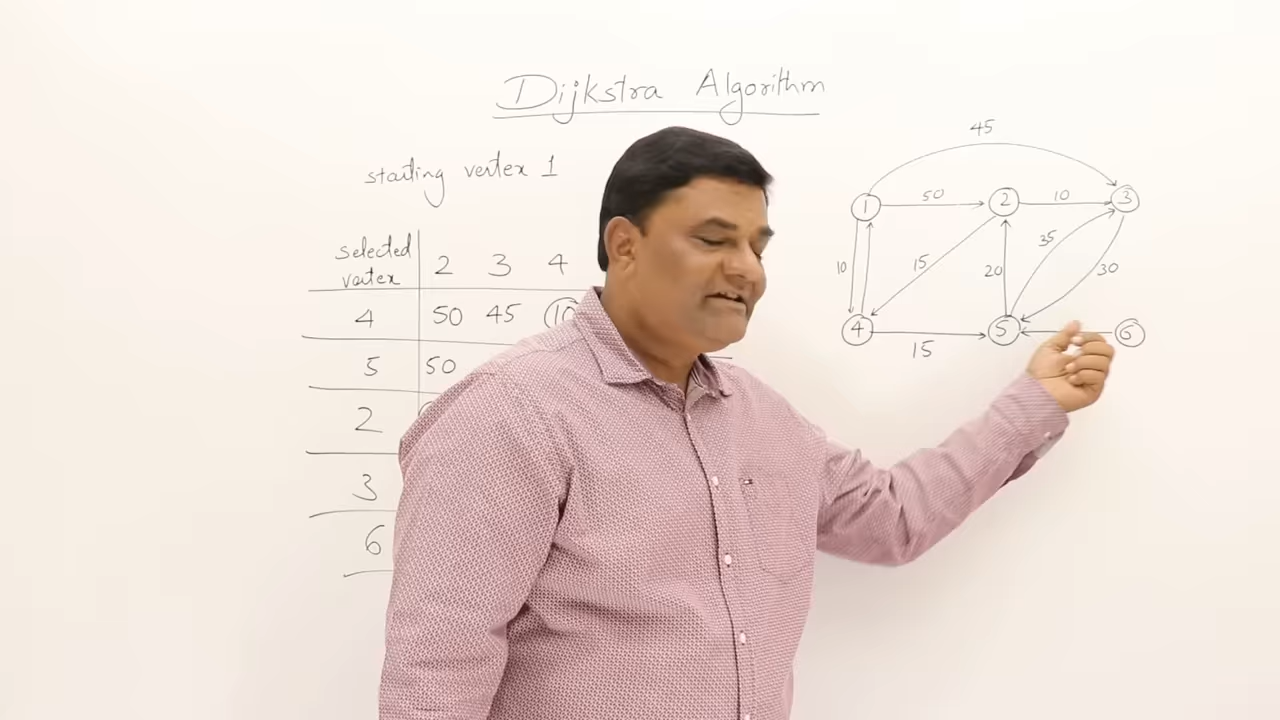 Dijkstra Algorithm
starting vertex 1
selected
vertex
2 3 4
4 50 45 10
5 50
2
3
6
45
1 50 2 10 3
10 15 20 35 30
4 15 5 6